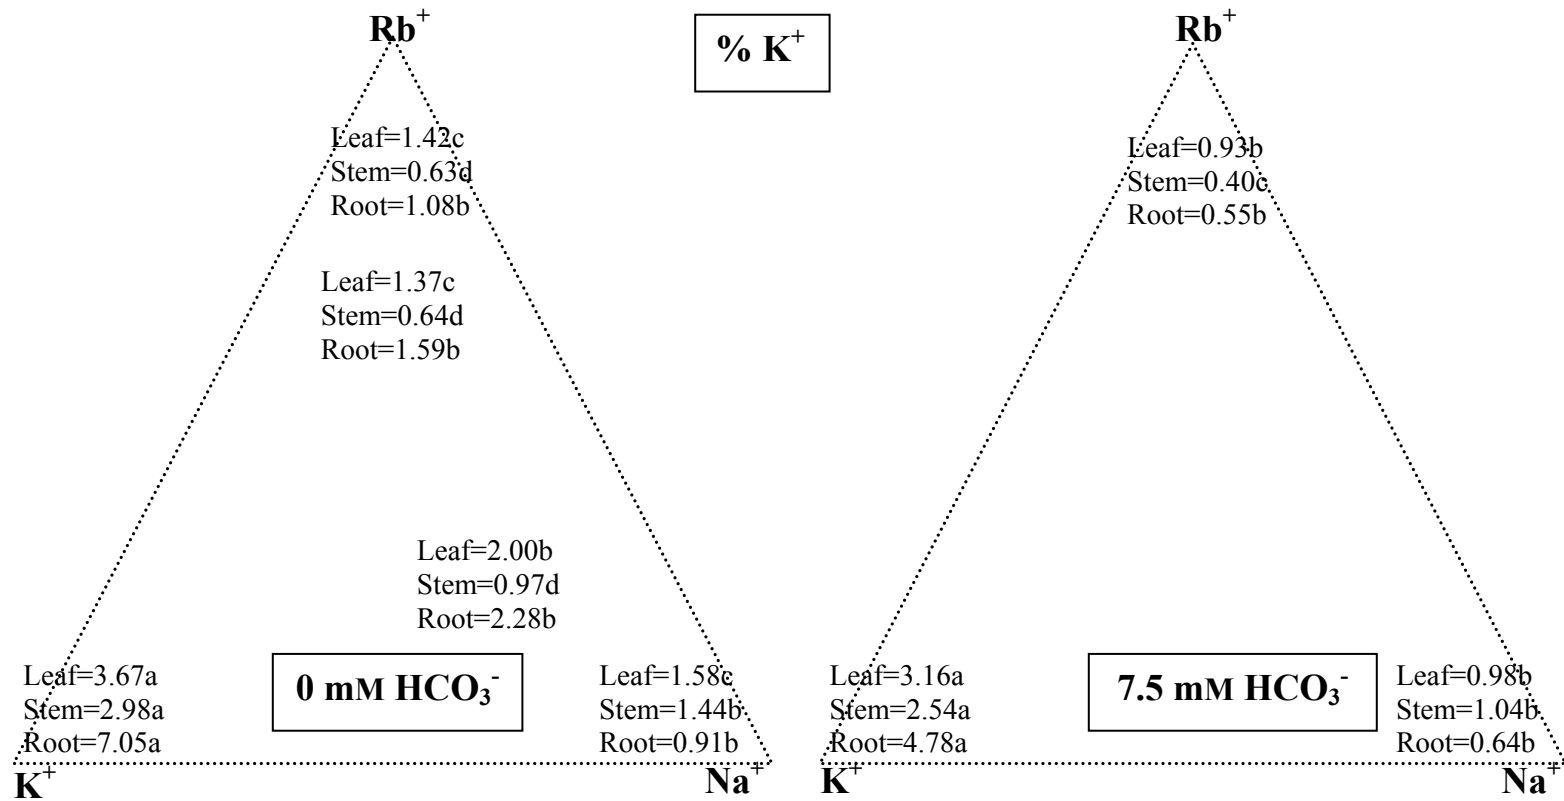 Rb⁺
% K⁺
Rb⁺
Leaf=1.42c
Stem=0.63d
Root=1.08b
Leaf=0.93b
Stem=0.40c
Root=0.55b
Leaf=1.37c
Stem=0.64d
Root=1.59b
Leaf=2.00b
Stem=0.97d
Root=2.28b
Leaf=3.67a
Stem=2.98a
Root=7.05a
0 mM HCO₃⁻
Leaf=1.58c
Stem=1.44b
Root=0.91b
Leaf=3.16a
Stem=2.54a
Root=4.78a
7.5 mM HCO₃⁻
Leaf=0.98b
Stem=1.04b
Root=0.64b
K⁺
Na⁺
K⁺
Na⁺